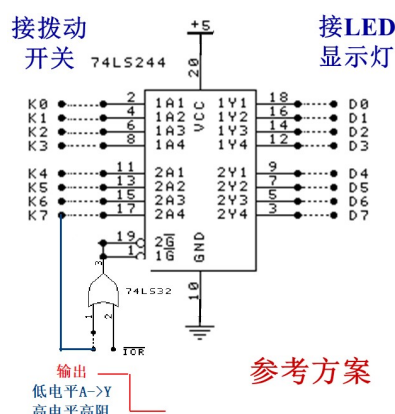 接拨动
开关
74LS244
+5
接LED
显示灯
20
K0 2 1A1 VCC 1Y1 18 D0
K1 4 1A2 1Y2 16 D1
K2 6 1A3 1Y3 14 D2
K3 8 1A4 1Y4 12 D3
K4 11 2A1 2Y1 9 D4
K5 13 2A2 2Y2 7 D5
K6 15 2A3 2Y3 5 D6
K7 17 2A4 2Y4 3 D7
19 2G GND
1 1G
3
10
74LS32
1 2
IOR
输出
低电平A->Y
高电平高阻
参考方案